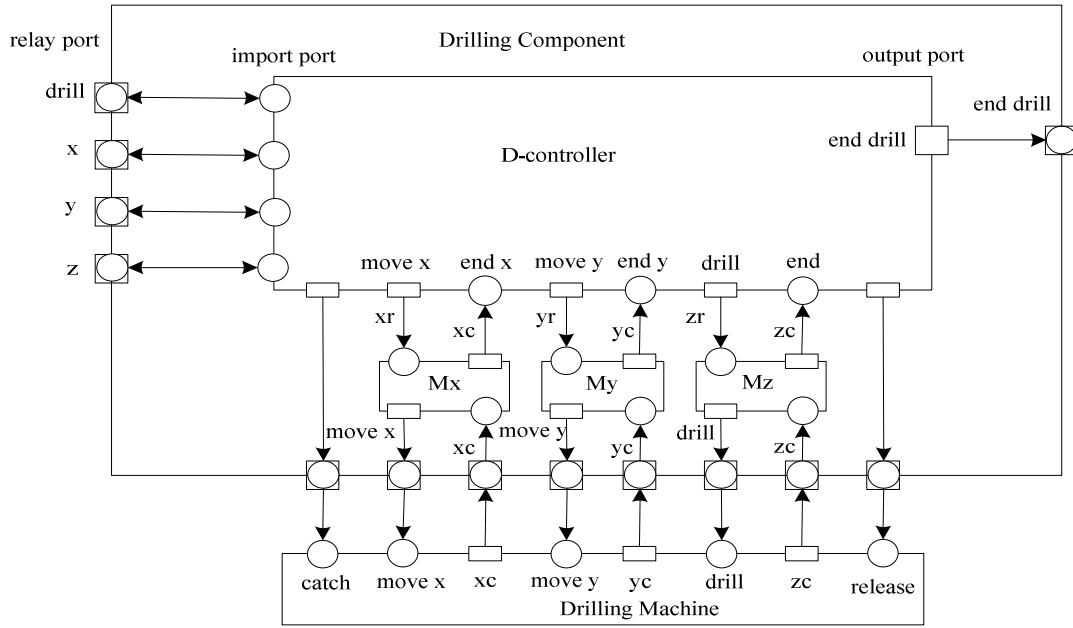 relay port
Drilling Component
import port
output port
drill
end drill
x
D-controller
end drill
y
z
move x
end x
move y
end y
drill
end
xr
xc
yr
yc
zr
zc
Mx
My
Mz
move x
move y
drill
xc
yc
zc
catch
move x
xc
move y
yc
drill
zc
release
Drilling Machine